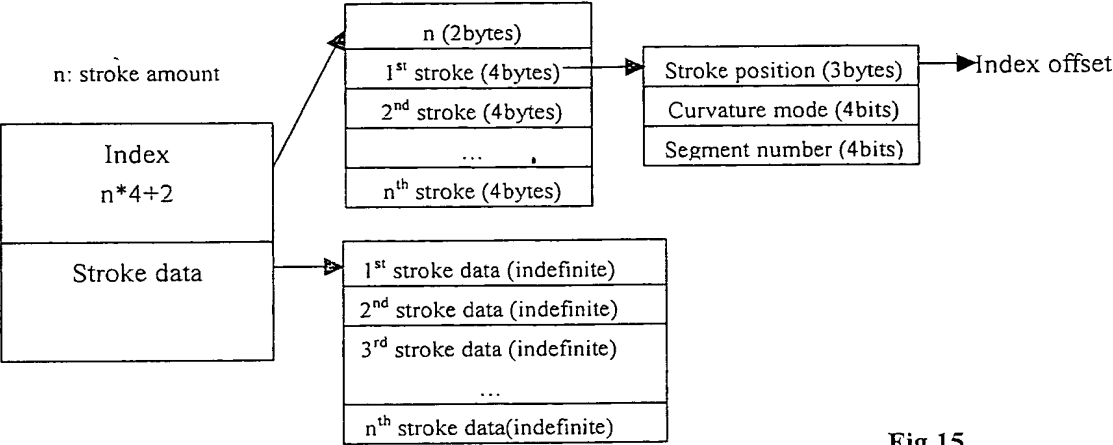 n: stroke amount
Index
n*4+2
Stroke data
n (2bytes)
1st stroke (4bytes)
2nd stroke (4bytes)
...
nth stroke (4bytes)
Stroke position (3bytes)
Curvature mode (4bits)
Segment number (4bits)
Index offset
1st stroke data (indefinite)
2nd stroke data (indefinite)
3rd stroke data (indefinite)
...
nth stroke data(indefinite)
Fig.15